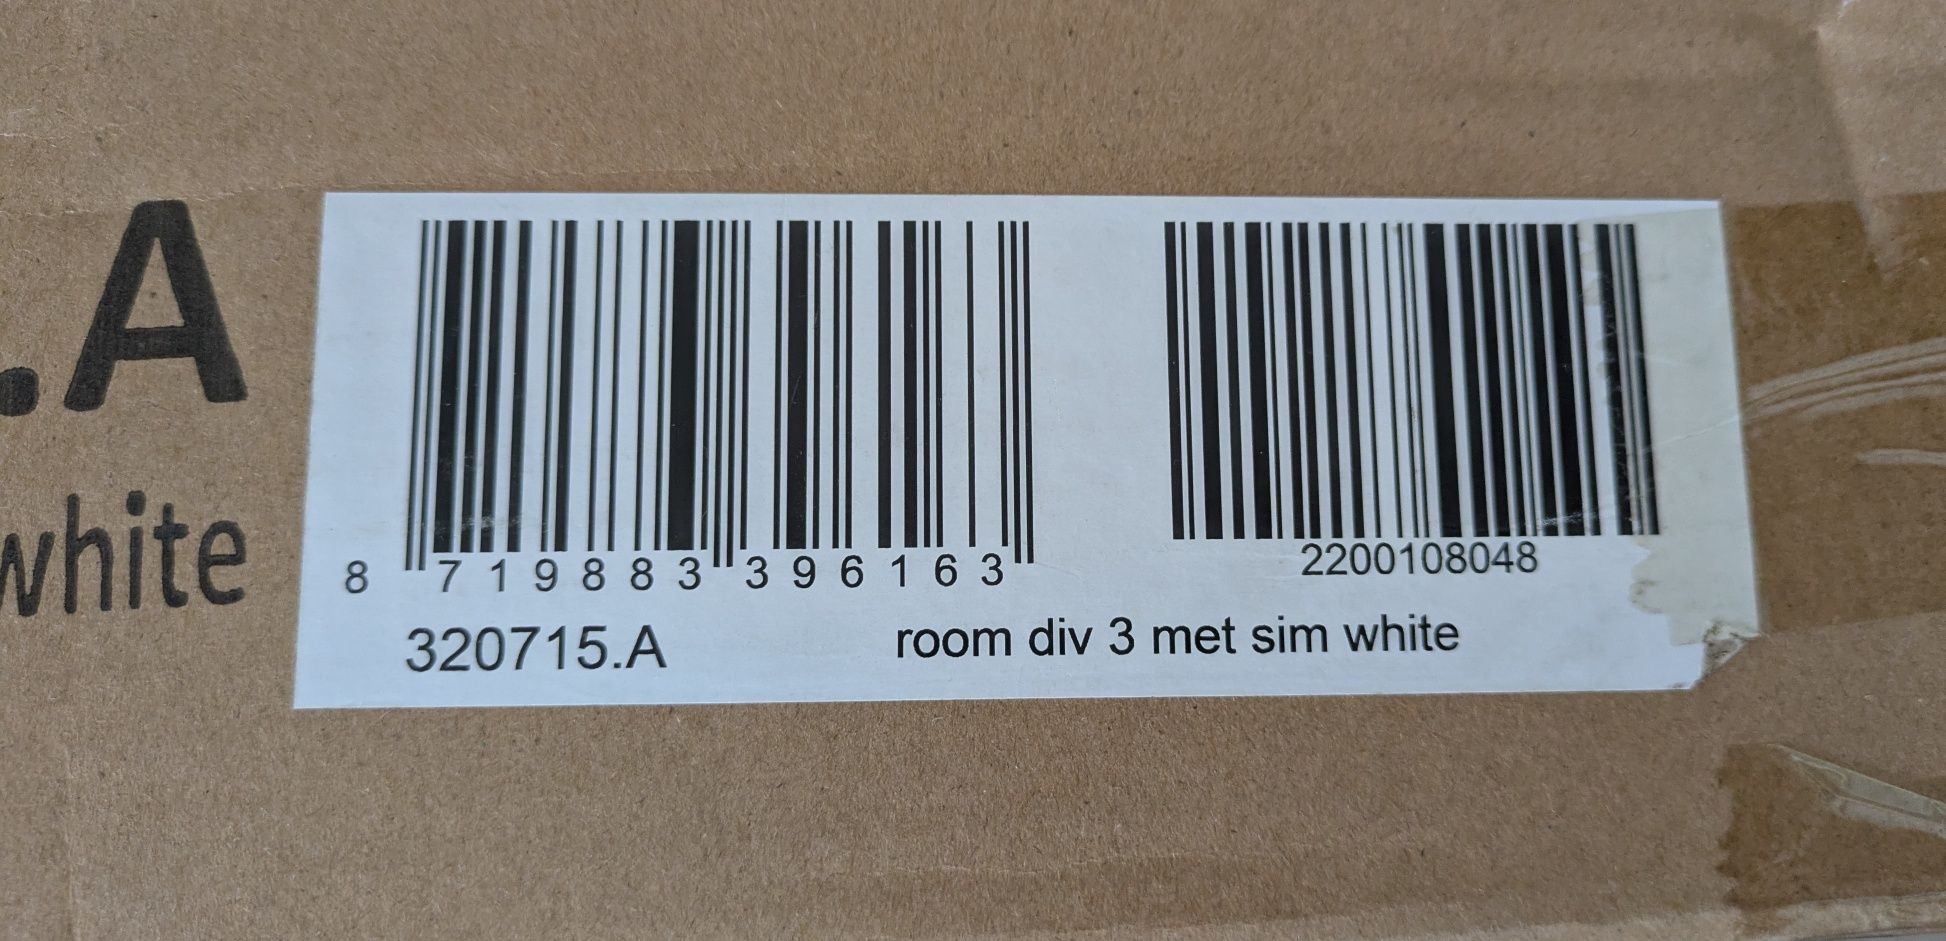 .A
white
8 719883 396163
2200108048
320715.A
room div 3 met sim white